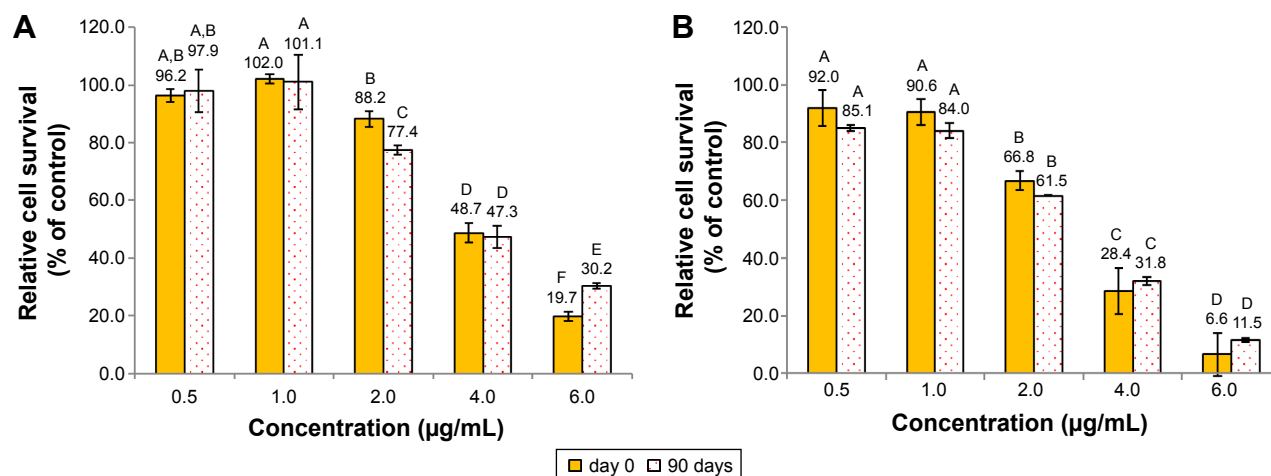 A
Relative cell survival
(% of control)
120.0
100.0
80.0
60.0
40.0
20.0
0.0
A,B
96.2
A,B
97.9
A
102.0
A
101.1
B
88.2
C
77.4
D
48.7
D
47.3
F
19.7
E
30.2
0.5 1.0 2.0 4.0 6.0
Concentration (µg/mL)
B
Relative cell survival
(% of control)
120.0
100.0
80.0
60.0
40.0
20.0
0.0
A
92.0
A
85.1
A
90.6
A
84.0
B
66.8
B
61.5
C
28.4
C
31.8
D
6.6
D
11.5
0.5 1.0 2.0 4.0 6.0
Concentration (µg/mL)
day 0 90 days